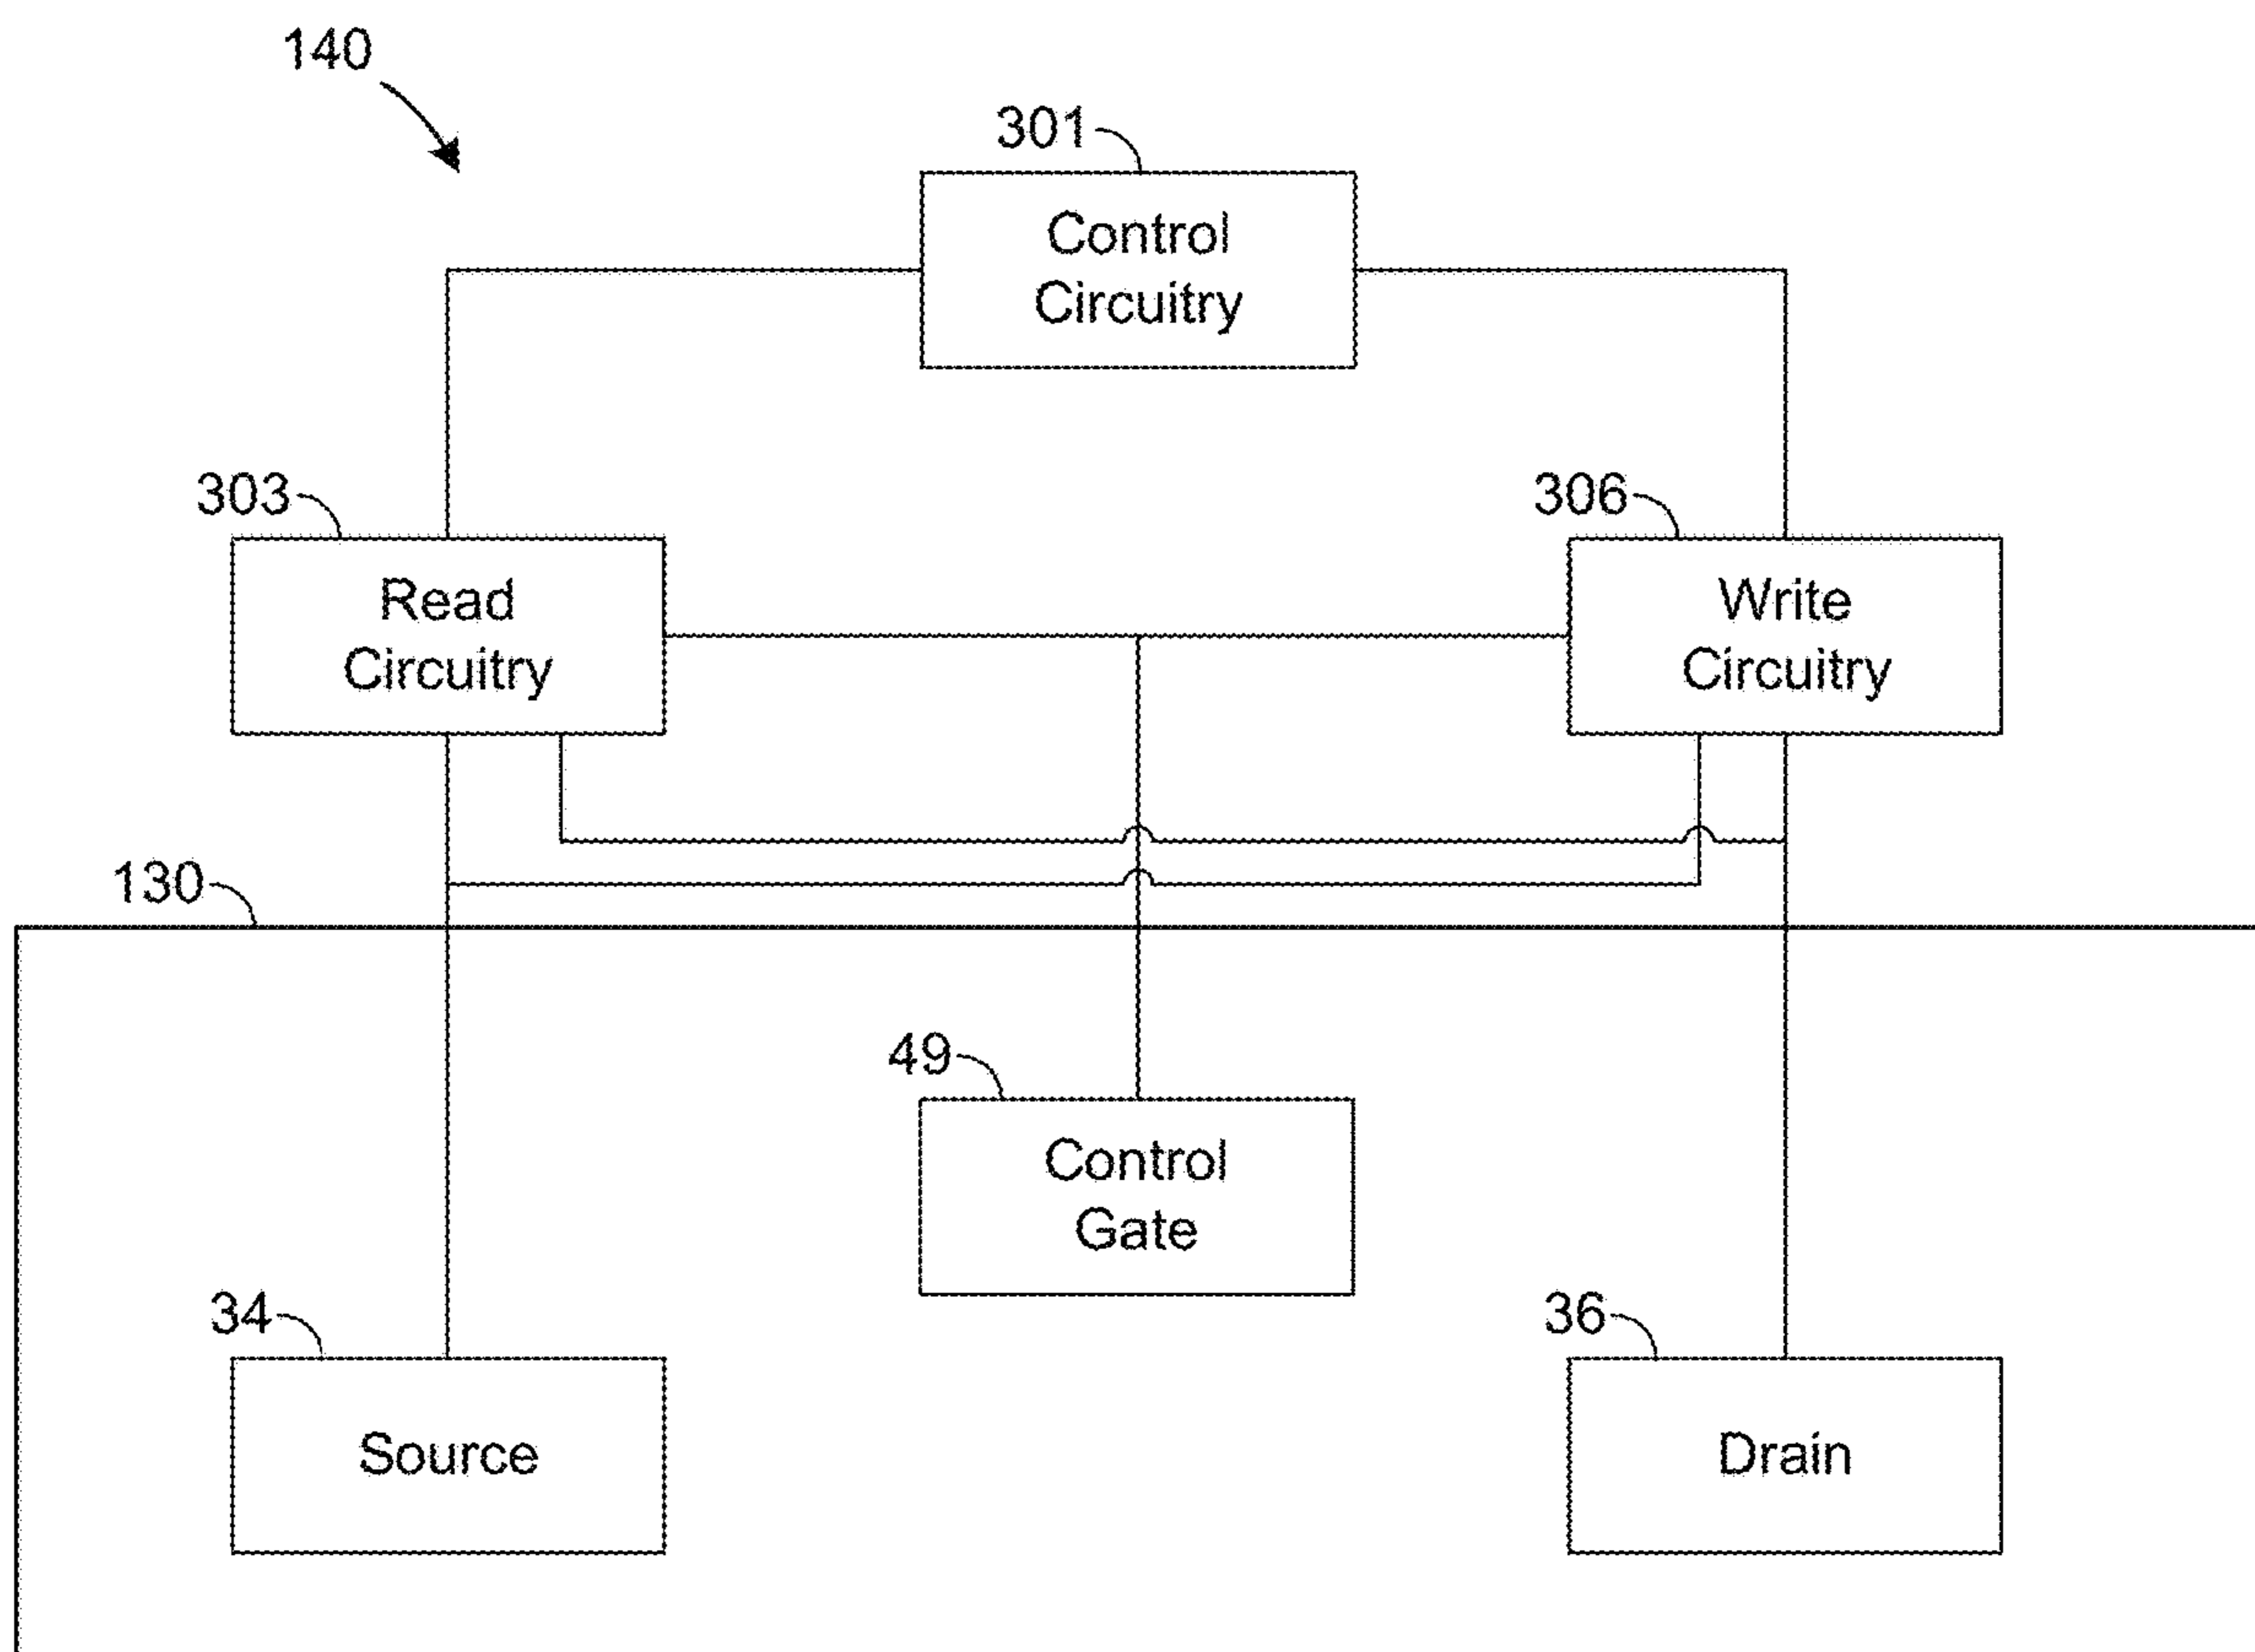 140
301
Control
Circuitry
303
306
Read
Circuitry
Write
Circuitry
130
49
Control
Gate
34
36
Source
Drain